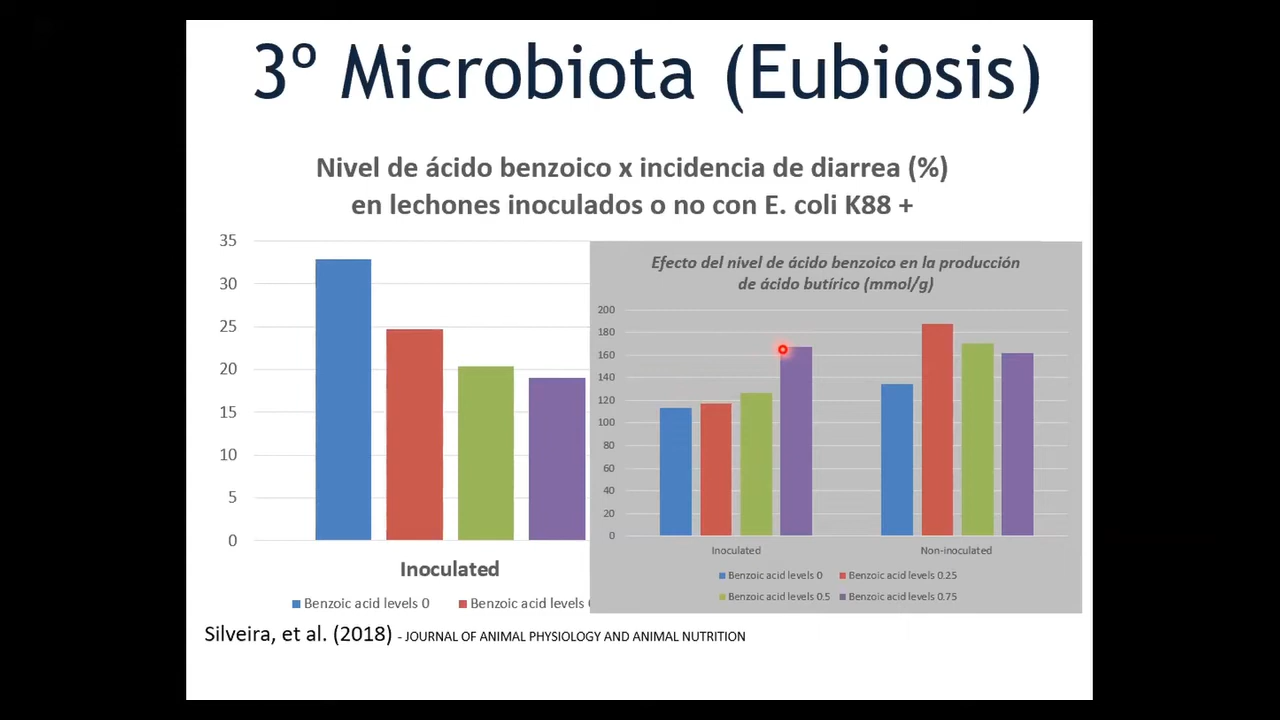 3º Microbiota (Eubiosis)
Nivel de ácido benzoico x incidencia de diarrea (%)
en lechones inoculados o no con E. coli K88 +
35
30
25
20
15
10
5
0
Inoculated
Benzoic acid levels 0
Benzoic acid levels
Efecto del nivel de ácido benzoico en la producción
de ácido butírico (mmol/g)
200
180
160
140
120
100
80
60
40
20
0
Inoculated
Non-inoculated
Benzoic acid levels 0
Benzoic acid levels 0.25
Benzoic acid levels 0.5
Benzoic acid levels 0.75
Silveira, et al. (2018) - JOURNAL OF ANIMAL PHYSIOLOGY AND ANIMAL NUTRITION